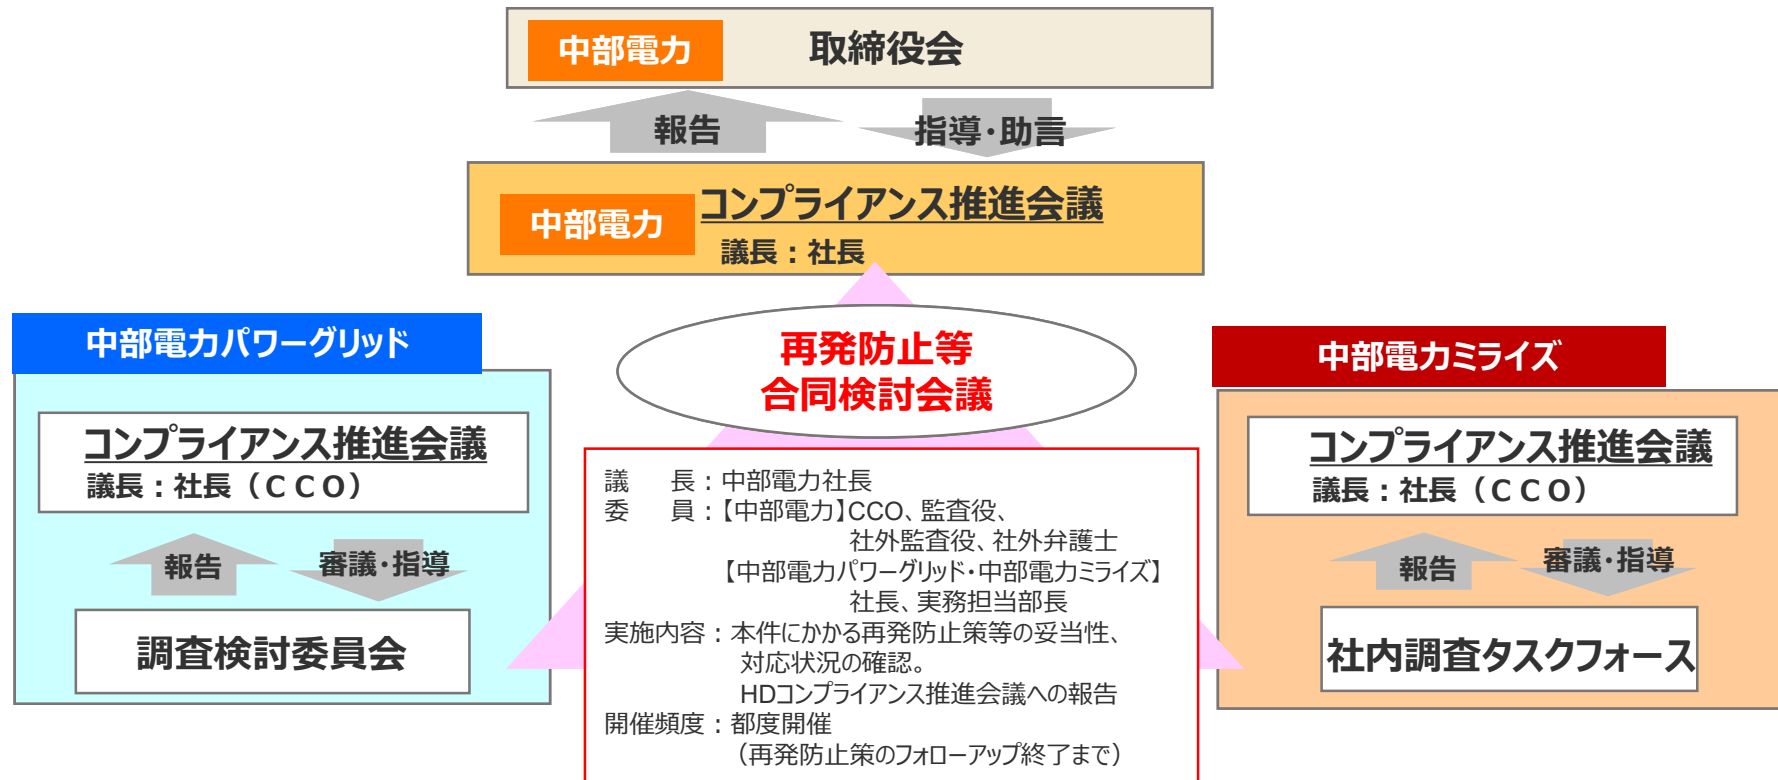 中部電力
取締役会
報告
指導・助言
中部電力
コンプライアンス推進会議
議長：社長
中部電力パワーグリッド
コンプライアンス推進会議
議長：社長（ＣＣＯ）
報告
審議・指導
調査検討委員会
再発防止等
合同検討会議
議　　長：中部電力社長
委　　員：【中部電力】CCO、監査役、
社外監査役、社外弁護士
【中部電力パワーグリッド・中部電力ミライズ】
社長、実務担当部長
実施内容：本件にかかる再発防止策等の妥当性、
対応状況の確認。
HDコンプライアンス推進会議への報告
開催頻度：都度開催
（再発防止策のフォローアップ終了まで）
中部電力ミライズ
コンプライアンス推進会議
議長：社長（ＣＣＯ）
報告
審議・指導
社内調査タスクフォース